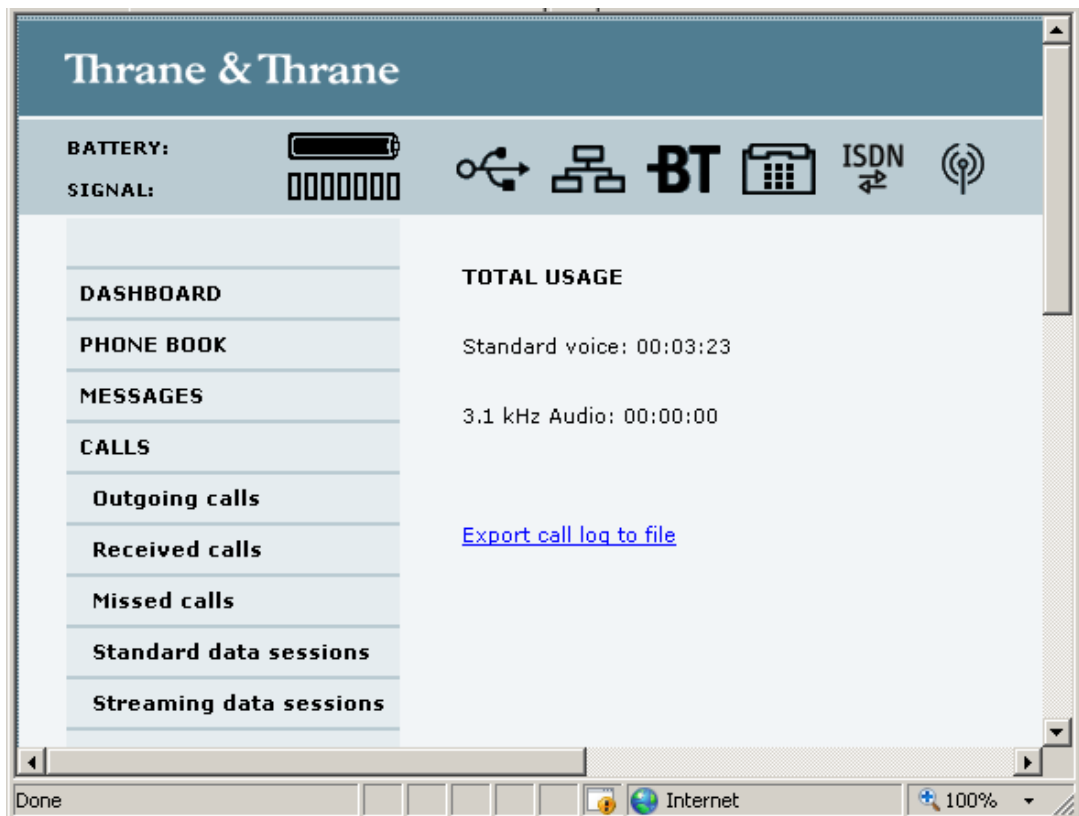 Thrane & Thrane
BATTERY:
SIGNAL:
BT
ISDN
DASHBOARD
PHONE BOOK
MESSAGES
CALLS
Outgoing calls
Received calls
Missed calls
Standard data sessions
Streaming data sessions
TOTAL USAGE
Standard voice: 00:03:23
3.1 kHz Audio: 00:00:00
Export call log to file
Done
Internet
100%